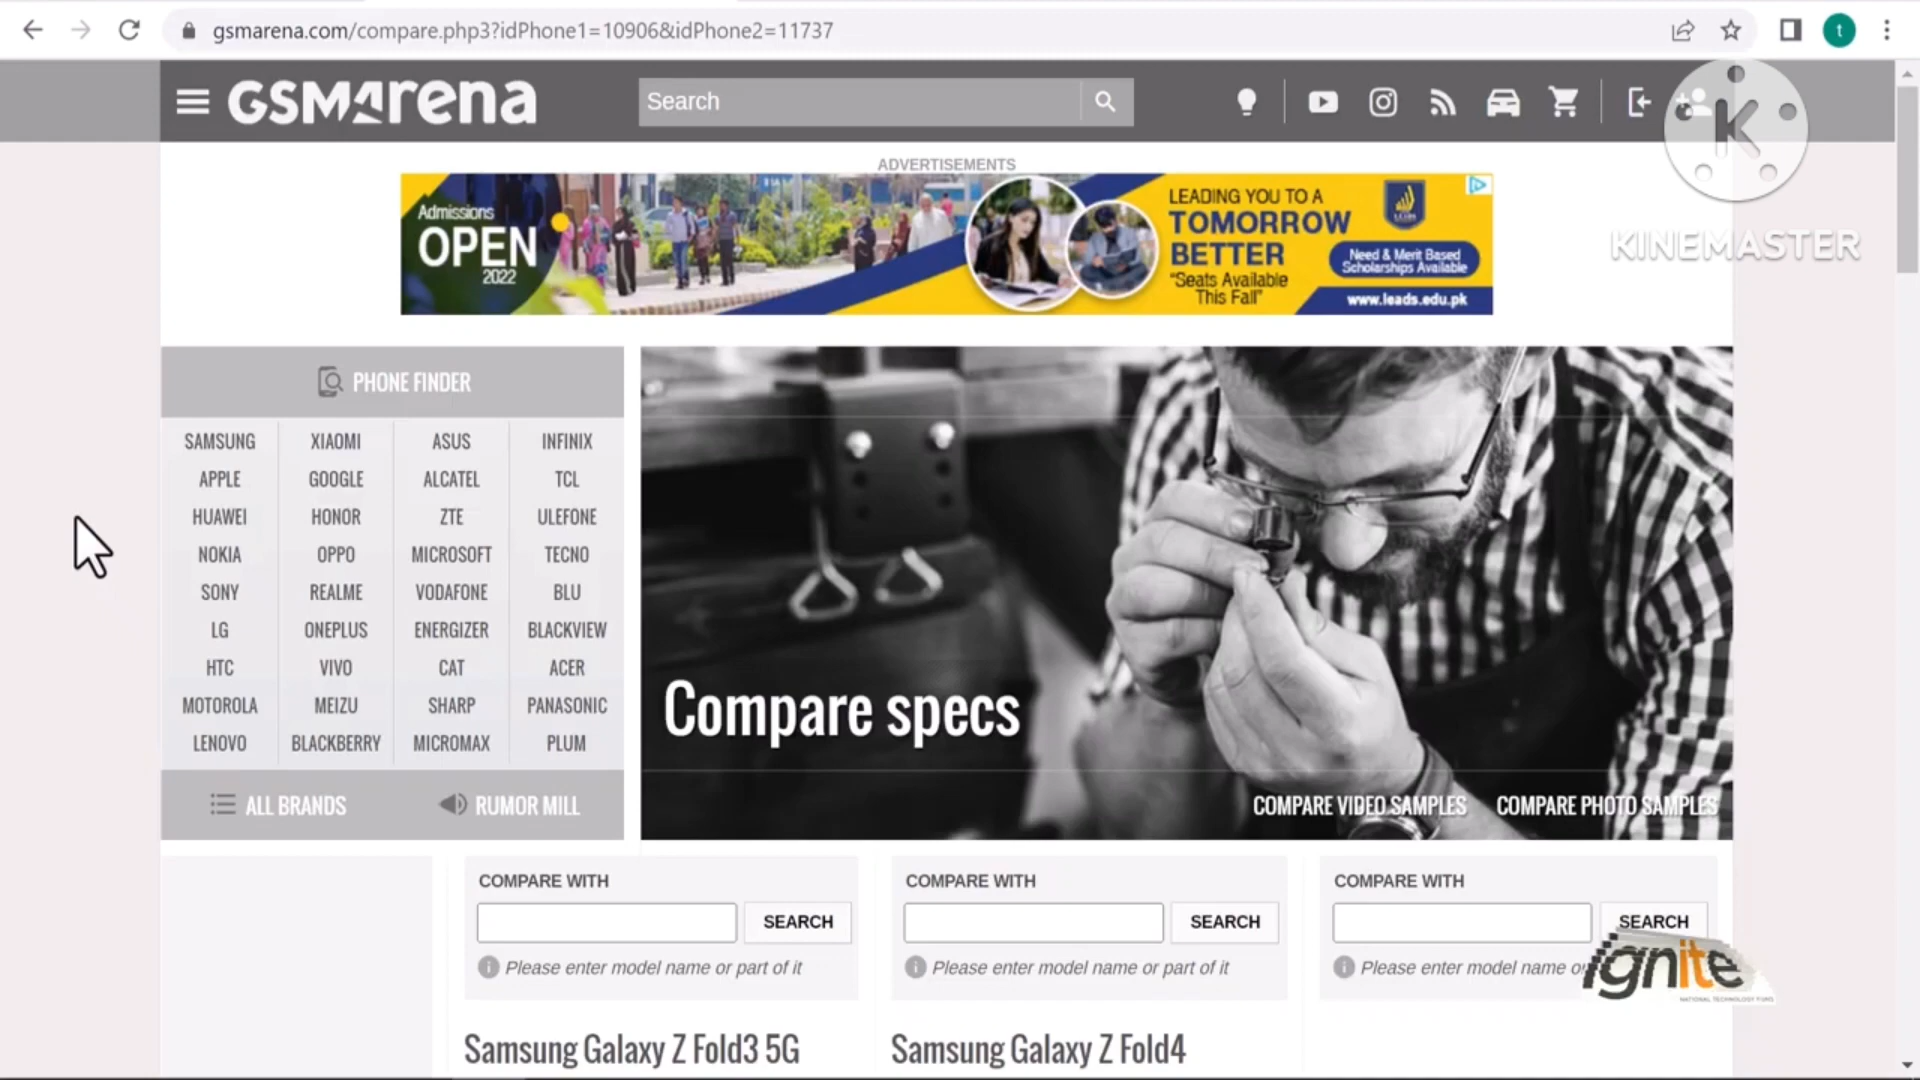 gsmarena.com/compare.php3?idPhone1=10906&idPhone2=11737
t
GSMArena
Search
K
KINEMASTER
ADVERTISEMENTS
Admissions
OPEN
2022
LEADING YOU TO A
TOMORROW
BETTER
"Seats Available
This Fall"
LEADS
Need & Merit Based
Scholarships Available
www.leads.edu.pk
PHONE FINDER
SAMSUNG XIAOMI ASUS INFINIX
APPLE GOOGLE ALCATEL TCL
HUAWEI HONOR ZTE ULEFONE
NOKIA OPPO MICROSOFT TECNO
SONY REALME VODAFONE BLU
LG ONEPLUS ENERGIZER BLACKVIEW
HTC VIVO CAT ACER
MOTOROLA MEIZU SHARP PANASONIC
LENOVO BLACKBERRY MICROMAX PLUM
ALL BRANDS RUMOR MILL
Compare specs
COMPARE VIDEO SAMPLES COMPARE PHOTO SAMPLES
COMPARE WITH COMPARE WITH COMPARE WITH
SEARCH SEARCH SEARCH
Please enter model name or part of it Please enter model name or part of it Please enter model name
ignite
NATIONAL TECHNOLOGY FUND
Samsung Galaxy Z Fold3 5G Samsung Galaxy Z Fold4